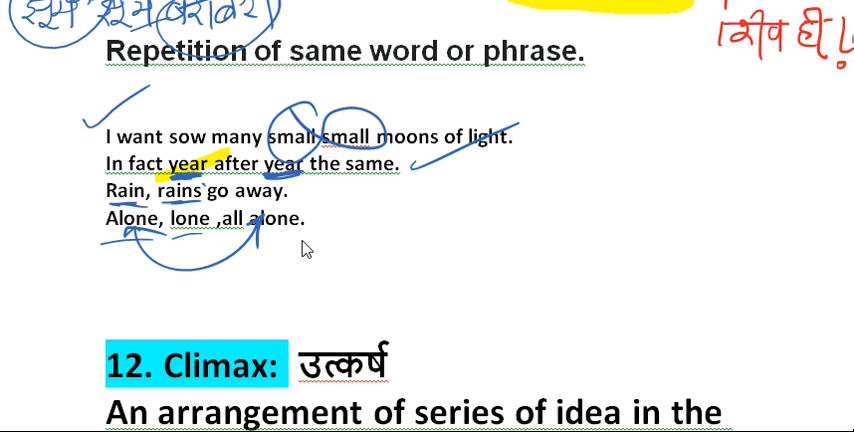 Repetition of same word or phrase.
शिव ही!
I want sow many small small moons of light.
In fact year after year the same.
Rain, rains go away.
Alone, lone ,all alone.
12. Climax: उत्कर्ष
An arrangement of series of idea in the